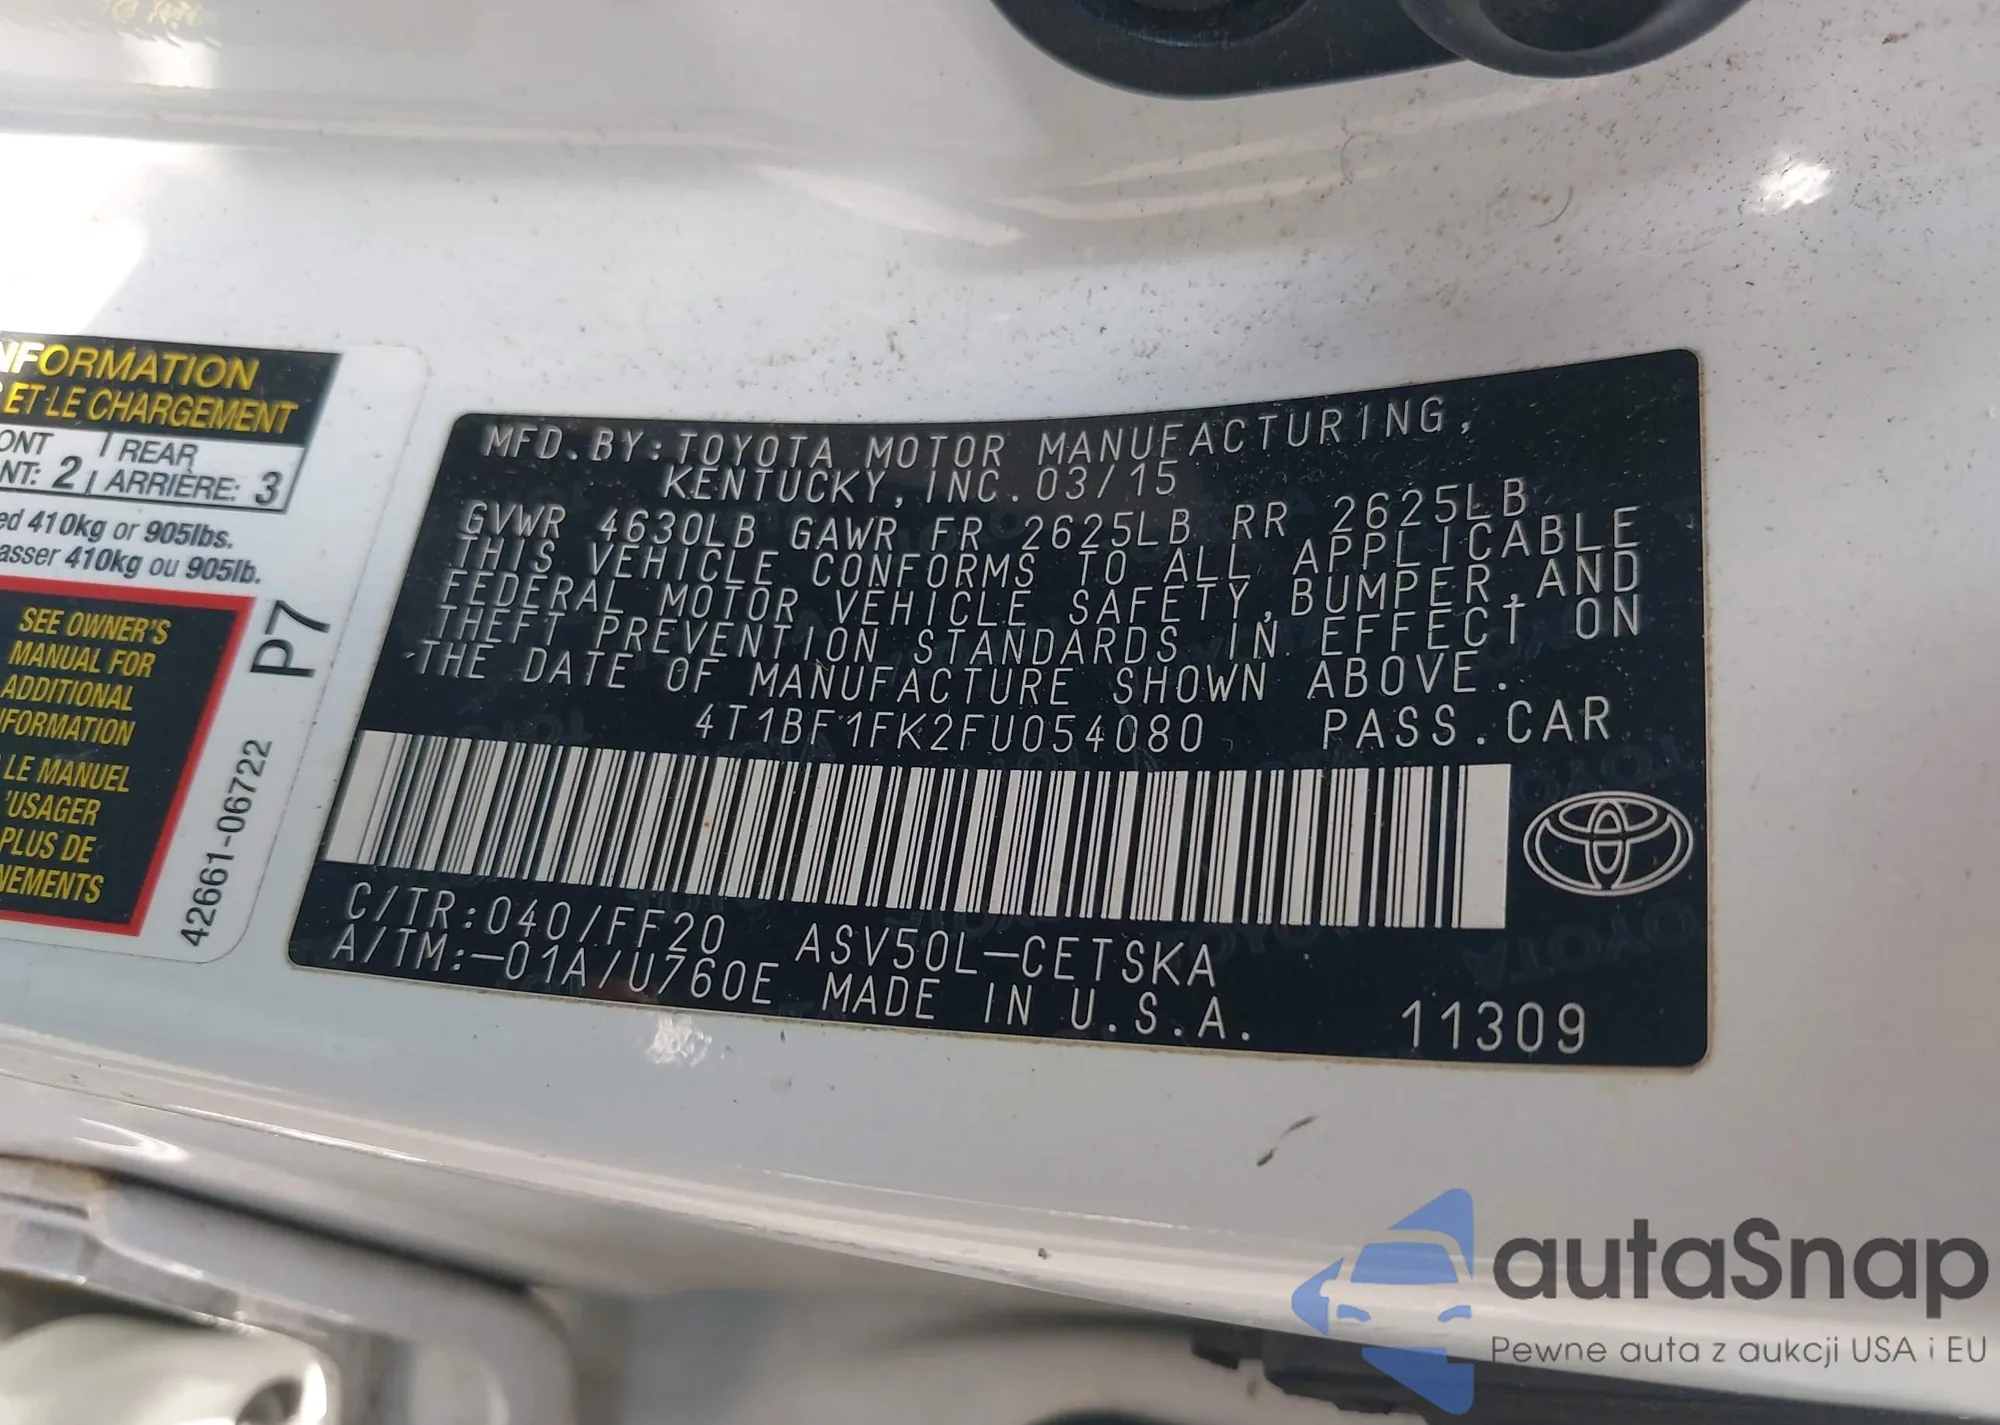 NFORMATION
ET LE CHARGEMENT
ONT REAR
NT: 2 ARRIÈRE: 3
ed 410kg or 905lbs.
asser 410kg ou 905lb.
SEE OWNER'S
MANUAL FOR
ADDITIONAL
FORMATION
LE MANUEL
'USAGER
PLUS DE
NEMENTS
P7
42661-06722
MFD.BY:TOYOTA MOTOR MANUFACTURING,
KENTUCKY,INC.03/15
GVWR 4630LB GAWR FR 2625LB RR 2625LB
THIS VEHICLE CONFORMS TO ALL APPLICABLE
FEDERAL MOTOR VEHICLE SAFETY,BUMPER,AND
THEFT PREVENTION STANDARDS IN EFFECT ON
THE DATE OF MANUFACTURE SHOWN ABOVE.
4T1BF1FK2FU054080 PASS.CAR
C/TR:040/FF20 ASV50L-CETSKA
A/TM:-01A/U760E MADE IN U.S.A. 11309
autaSnap
Pewne auta z aukcji USA i EU